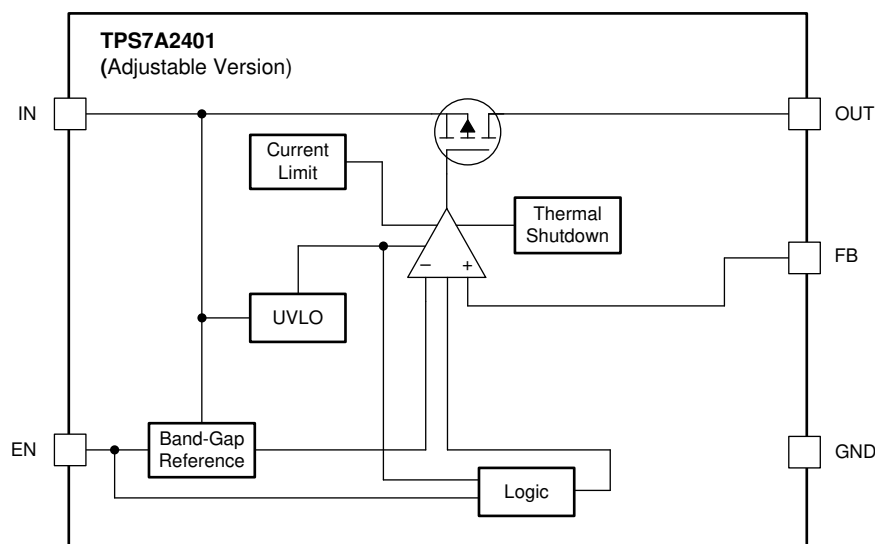 TPS7A2401
(Adjustable Version)
IN
OUT
Current
Limit
Thermal
Shutdown
– +
FB
UVLO
EN
Band-Gap
Reference
GND
Logic